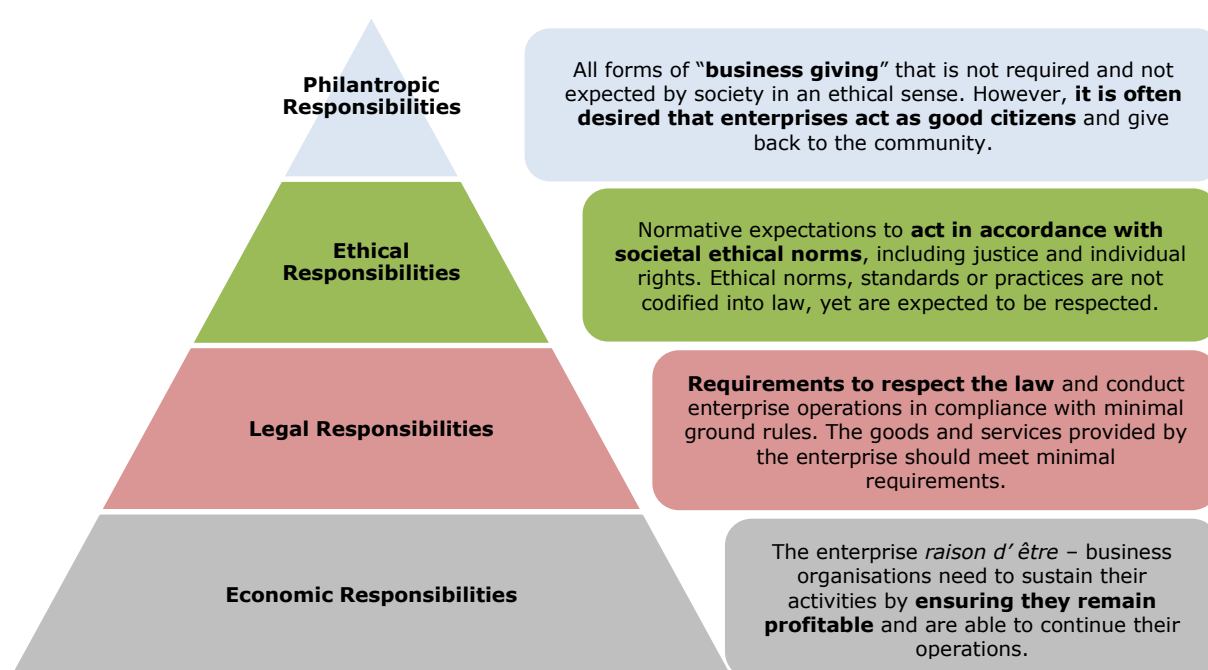 Philantropic
Responsibilities
All forms of “business giving” that is not required and not
expected by society in an ethical sense. However, it is often
desired that enterprises act as good citizens and give
back to the community.
Ethical
Responsibilities
Normative expectations to act in accordance with
societal ethical norms, including justice and individual
rights. Ethical norms, standards or practices are not
codified into law, yet are expected to be respected.
Legal Responsibilities
Requirements to respect the law and conduct
enterprise operations in compliance with minimal
ground rules. The goods and services provided by
the enterprise should meet minimal
requirements.
Economic Responsibilities
The enterprise raison d’ être – business
organisations need to sustain their
activities by ensuring they remain
profitable and are able to continue their
operations.